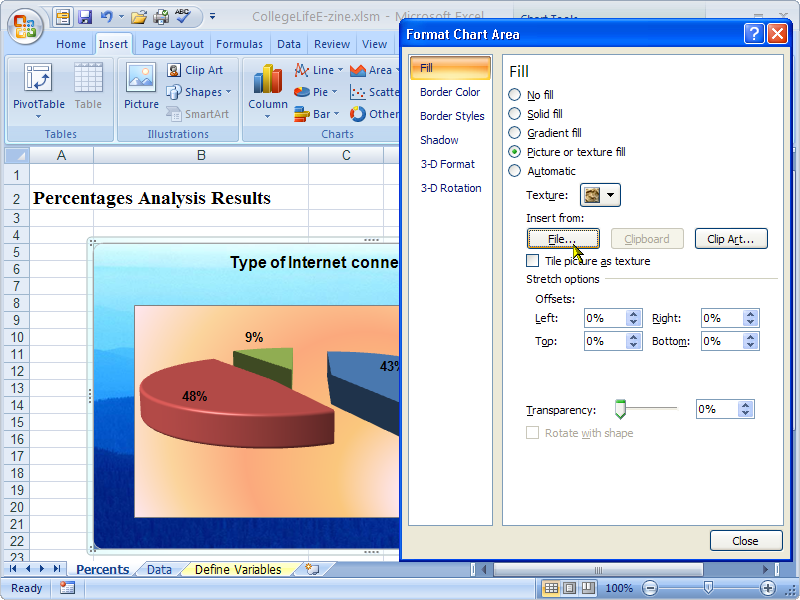 CollegeLifeE-zine.xlsm - Microsoft Excel
Chart Tools
Home Insert Page Layout Formulas Data Review View
PivotTable Table
Tables
Picture
Clip Art
Shapes
SmartArt
Illustrations
Column
Line
Pie
Bar
Area
Scatte
Other
Charts
A B C
1
2
3
4
5
6
7
8
9
10
11
12
13
14
15
16
17
18
19
20
21
22
23
Percentages Analysis Results
Type of Internet conne
9%
48%
43%
Percents Data Define Variables
Ready
100%
Format Chart Area
Fill
Border Color
Border Styles
Shadow
3-D Format
3-D Rotation
Fill
No fill
Solid fill
Gradient fill
Picture or texture fill
Automatic
Texture:
Insert from:
File... Clipboard Clip Art...
Tile picture as texture
Stretch options
Offsets:
Left: 0% Right: 0%
Top: 0% Bottom: 0%
Transparency: 0%
Rotate with shape
Close